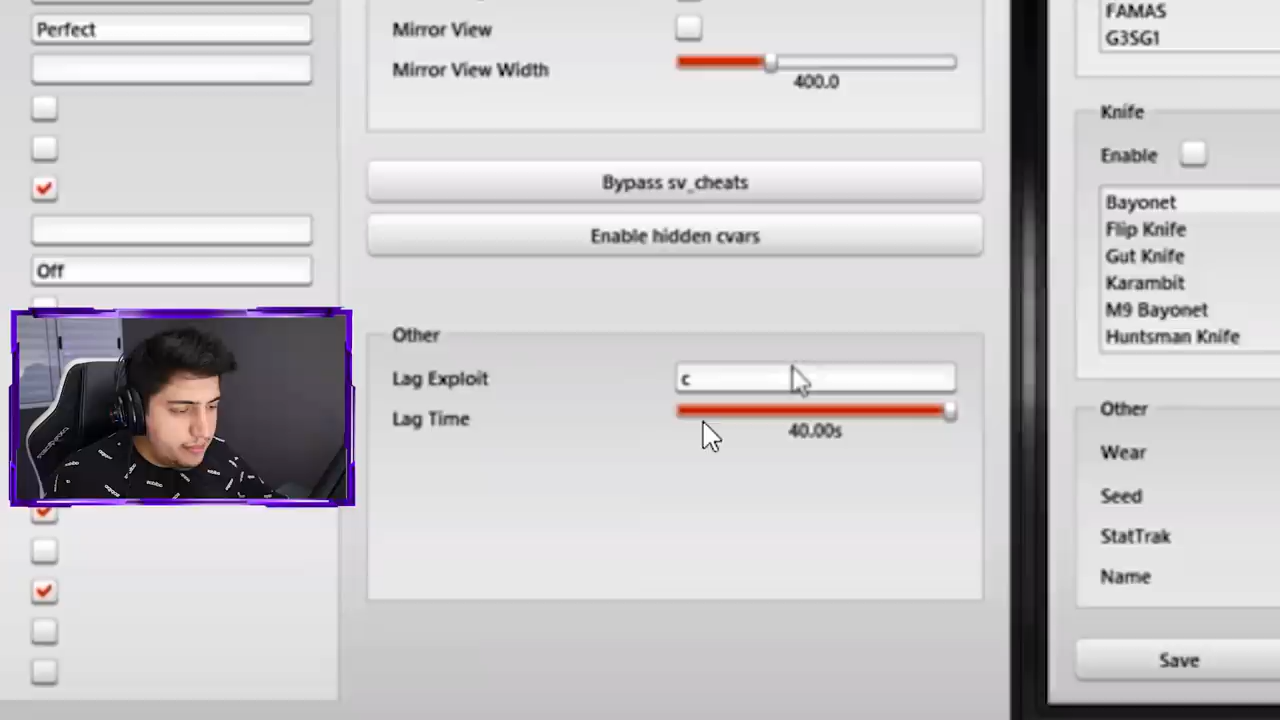 Perfect
Off
Mirror View
Mirror View Width
400.0
Bypass sv_cheats
Enable hidden cvars
Other
Lag Exploit
c
Lag Time
40.00s
FAMAS
G3SG1
Knife
Enable
Bayonet
Flip Knife
Gut Knife
Karambit
M9 Bayonet
Huntsman Knife
Other
Wear
Seed
StatTrak
Name
Save